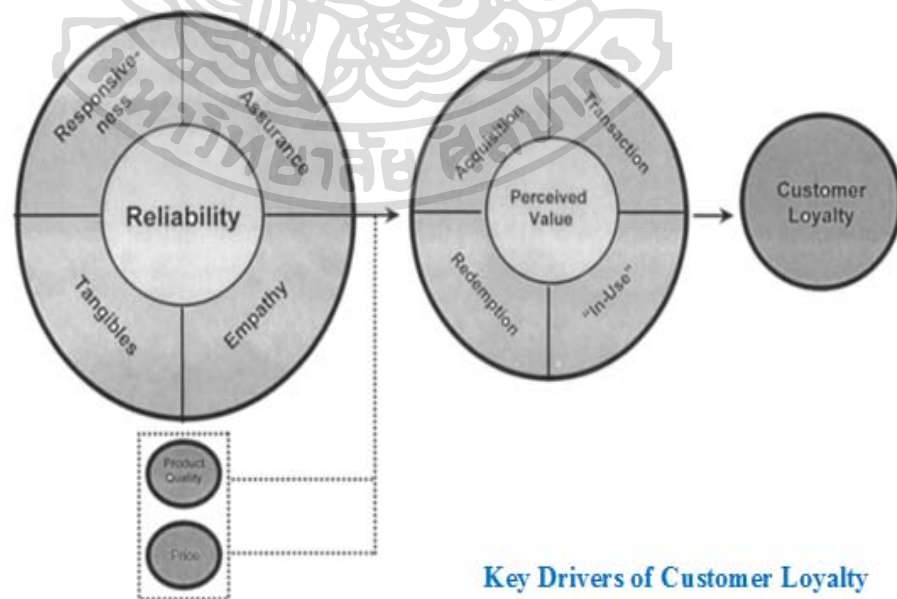 Responsive-
ness
Assurance
Reliability
Tangibles
Empathy
Acquisition
Transaction
Perceived
Value
Redemption
"In-Use"
Customer
Loyalty
Product
Quality
Price
Key Drivers of Customer Loyalty